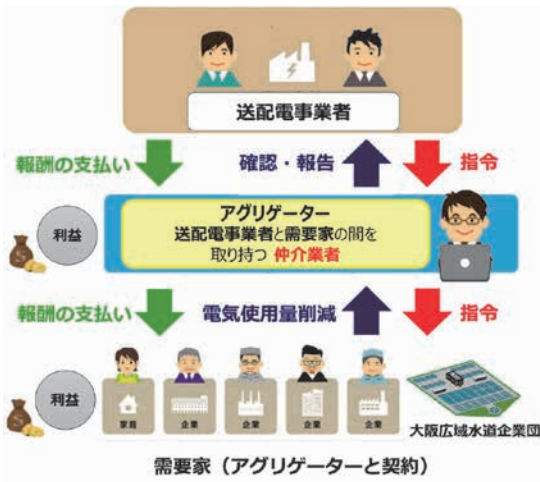 送配電事業者
報酬の支払い 確認・報告 指令
利益
アグリゲーター
送配電事業者と需要家の間を
取り持つ 仲介業者
報酬の支払い 電気使用量削減 指令
利益
家庭 企業 企業 企業 企業
大阪広域水道企業団
需要家（アグリゲーターと契約）